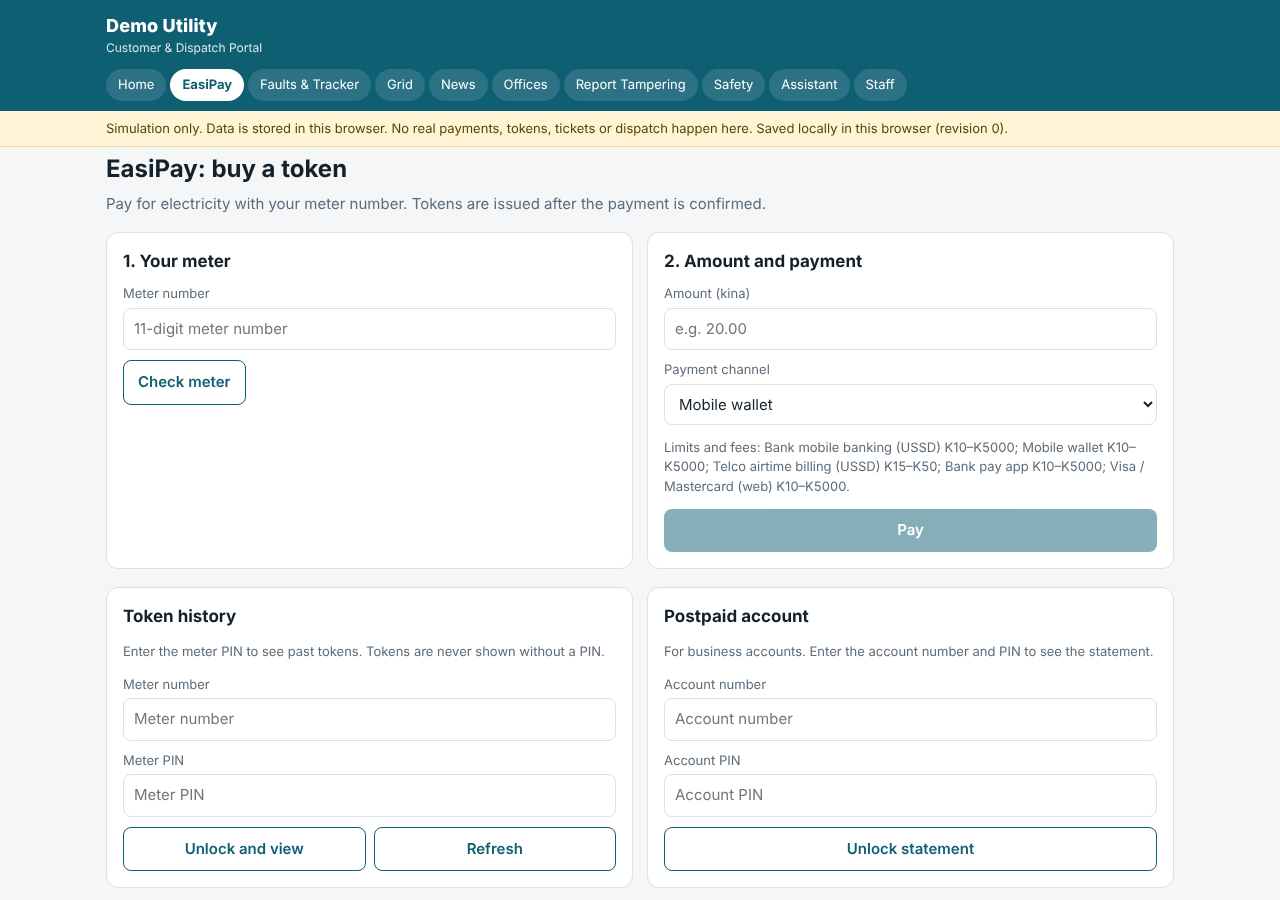 Demo Utility
Customer & Dispatch Portal
Home
EasiPay
Faults & Tracker
Grid
News
Offices
Report Tampering
Safety
Assistant
Staff
Simulation only. Data is stored in this browser. No real payments, tokens, tickets or dispatch happen here. Saved locally in this browser (revision 0).
EasiPay: buy a token
Pay for electricity with your meter number. Tokens are issued after the payment is confirmed.
1. Your meter
Meter number
11-digit meter number
Check meter
2. Amount and payment
Amount (kina)
e.g. 20.00
Payment channel
Mobile wallet
Limits and fees: Bank mobile banking (USSD) K10–K5000; Mobile wallet K10–
K5000; Telco airtime billing (USSD) K15–K50; Bank pay app K10–K5000; Visa /
Mastercard (web) K10–K5000.
Pay
Token history
Enter the meter PIN to see past tokens. Tokens are never shown without a PIN.
Meter number
Meter number
Meter PIN
Meter PIN
Unlock and view
Refresh
Postpaid account
For business accounts. Enter the account number and PIN to see the statement.
Account number
Account number
Account PIN
Account PIN
Unlock statement